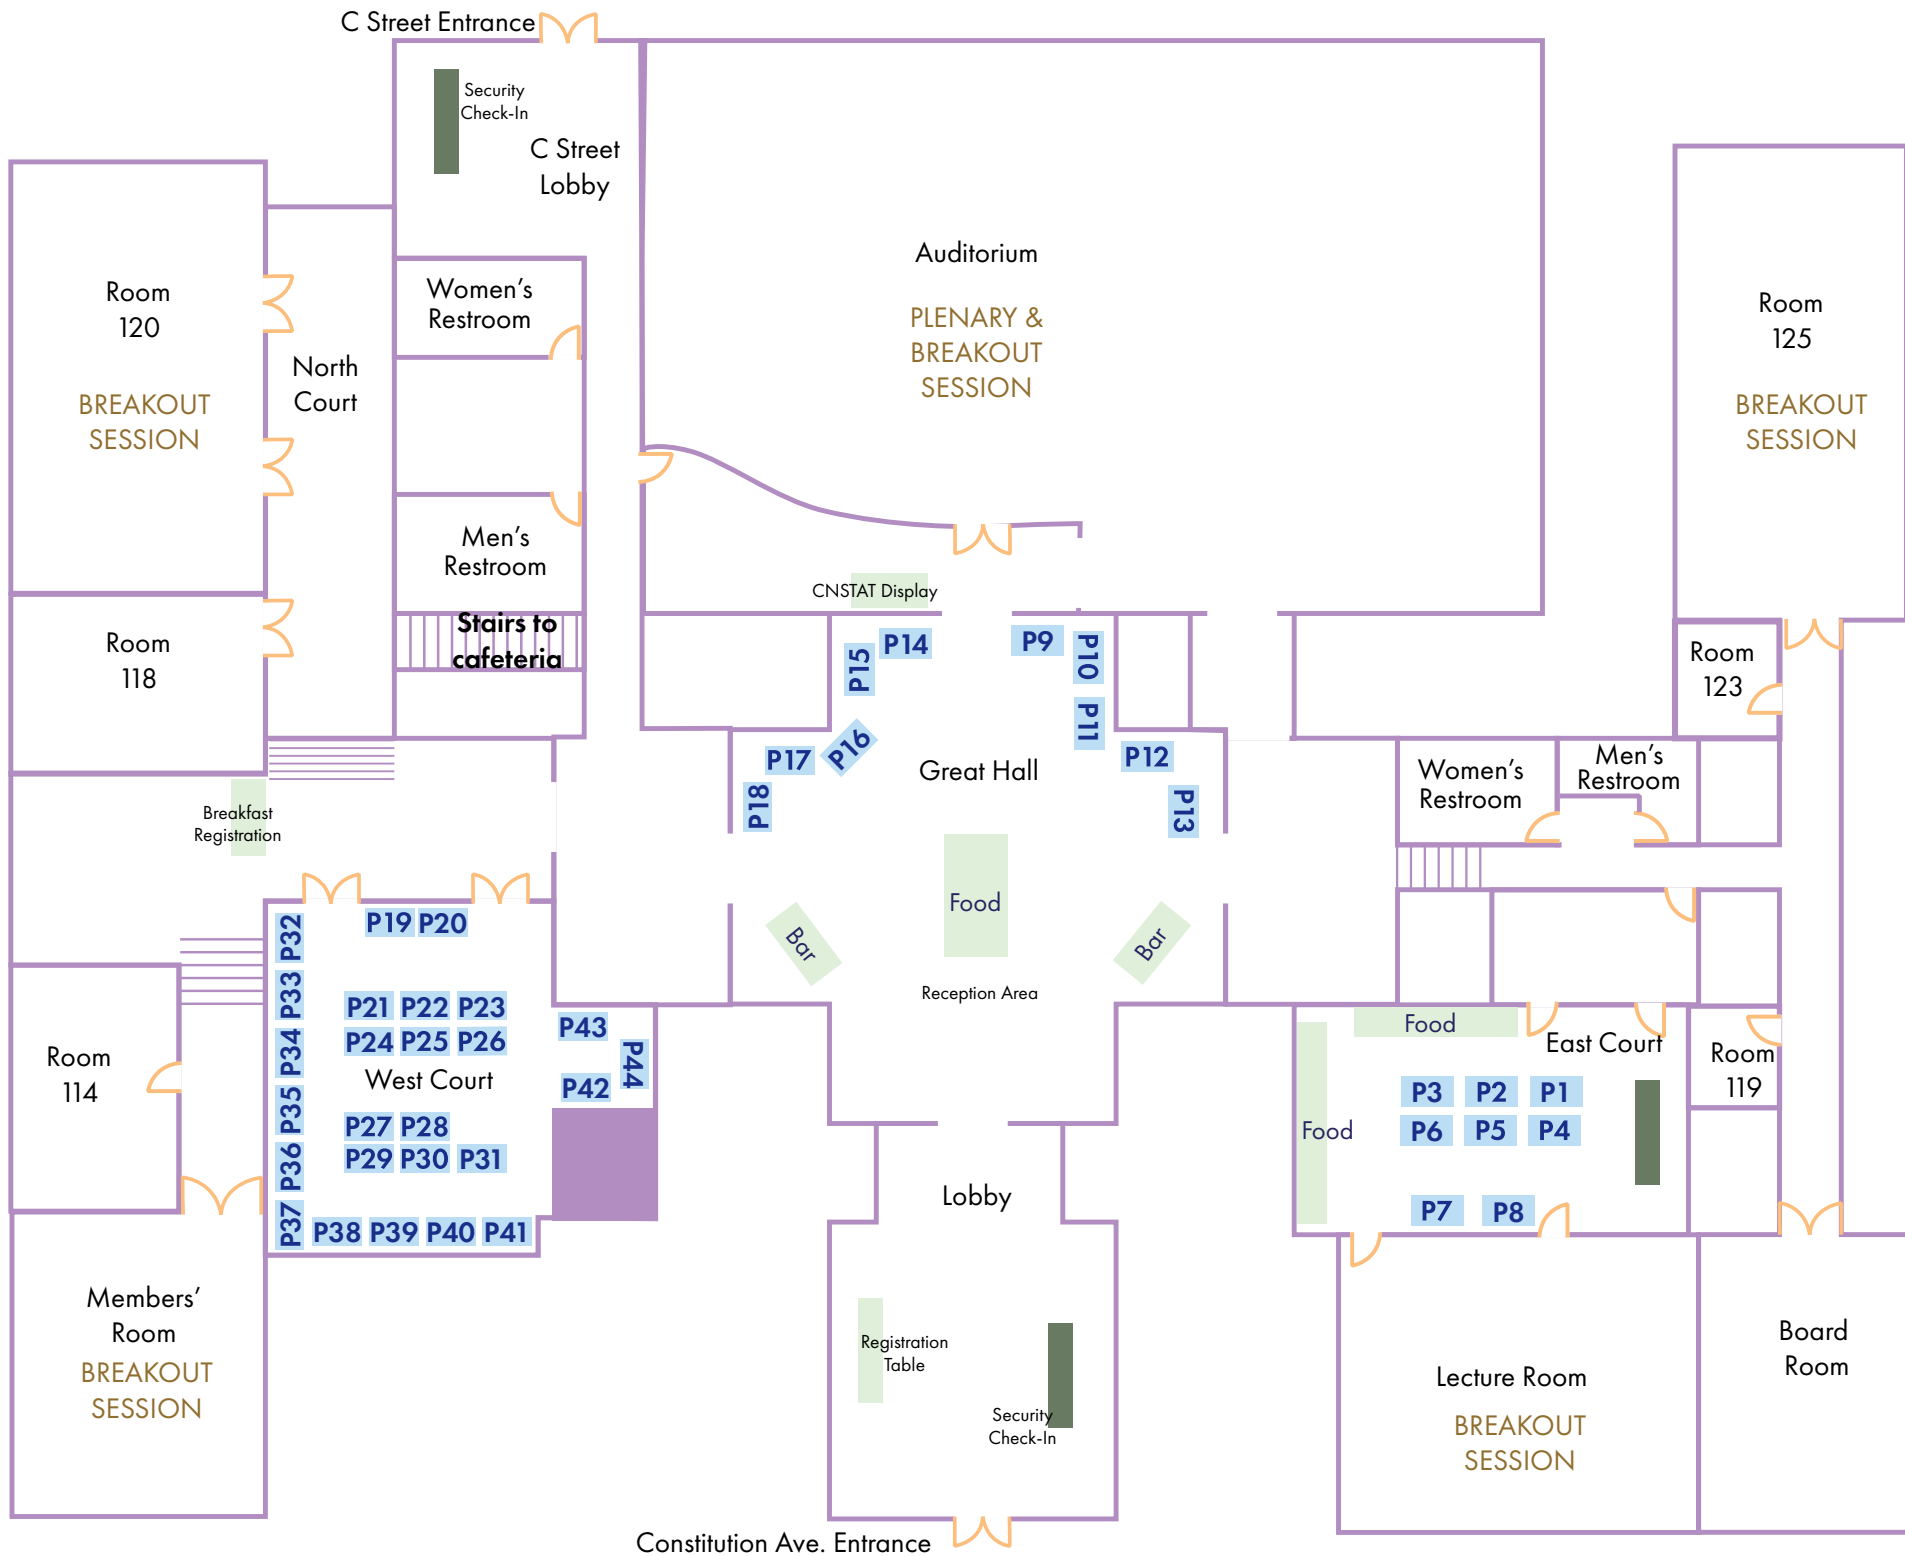 C Street Entrance
Security
Check-In
C Street
Lobby
Auditorium
PLENARY &
BREAKOUT
SESSION
Room
120
BREAKOUT
SESSION
North
Court
Women's
Restroom
Men's
Restroom
Stairs to
cafeteria
Room
118
Room
125
BREAKOUT
SESSION
Room
123
CNSTAT Display
P14
P15
P16
P17
P18
P9
P10
P11
P12
P13
Great Hall
Food
Bar
Bar
Reception Area
Women's
Restroom
Men's
Restroom
Breakfast
Registration
P19 P20
P32
P33
P34
P35
P36
P37
P21 P22 P23
P24 P25 P26
West Court
P27 P28
P29 P30 P31
P38 P39 P40 P41
P43
P44
P42
Room
114
Members'
Room
BREAKOUT
SESSION
Lobby
Registration
Table
Security
Check-In
Constitution Ave. Entrance
Food
East Court
Food
P3 P2 P1
P6 P5 P4
P7 P8
Room
119
Lecture Room
BREAKOUT
SESSION
Board
Room